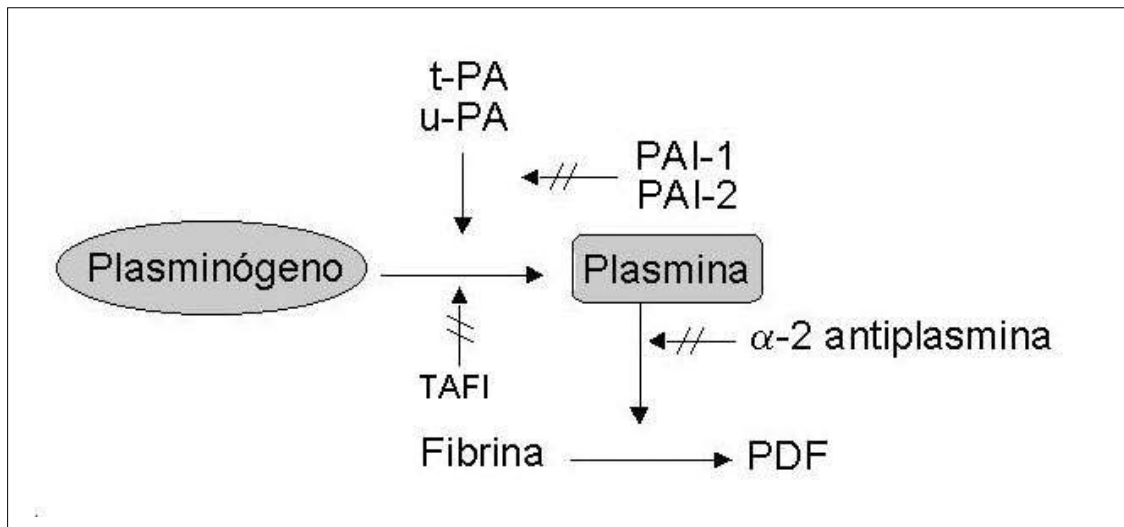 t-PA
u-PA
PAI-1
PAI-2
Plasminógeno
Plasmina
α-2 antiplasmina
TAFI
Fibrina
PDF